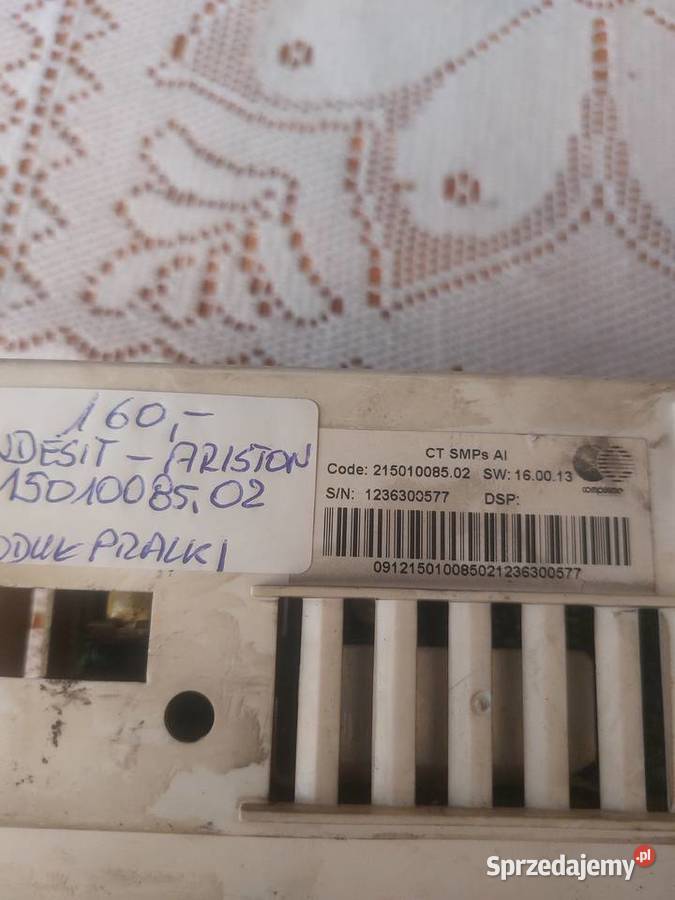 160,-
NDESIT - ARISTON
15010085,02
ODUŁ PRALKI
CT SMPs AI
Code: 215010085.02 SW: 16.00.13
S/N: 1236300577 DSP:
091215010085021236300577
Sprzedajemy.pl